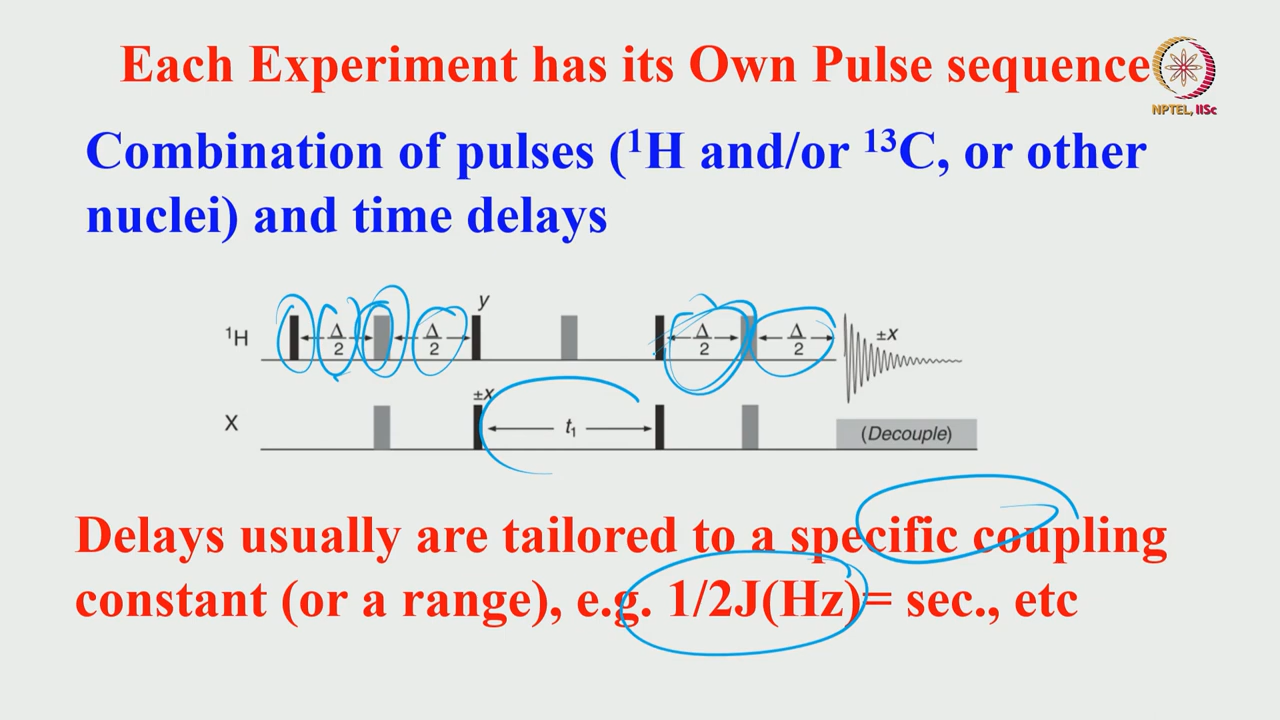 Each Experiment has its Own Pulse sequence
NPTEL, IISc
Combination of pulses (¹H and/or ¹³C, or other
nuclei) and time delays
y
¹H Δ/2 Δ/2 Δ/2 Δ/2 ±x
±x
X t₁ (Decouple)
Delays usually are tailored to a specific coupling
constant (or a range), e.g. 1/2J(Hz)= sec., etc